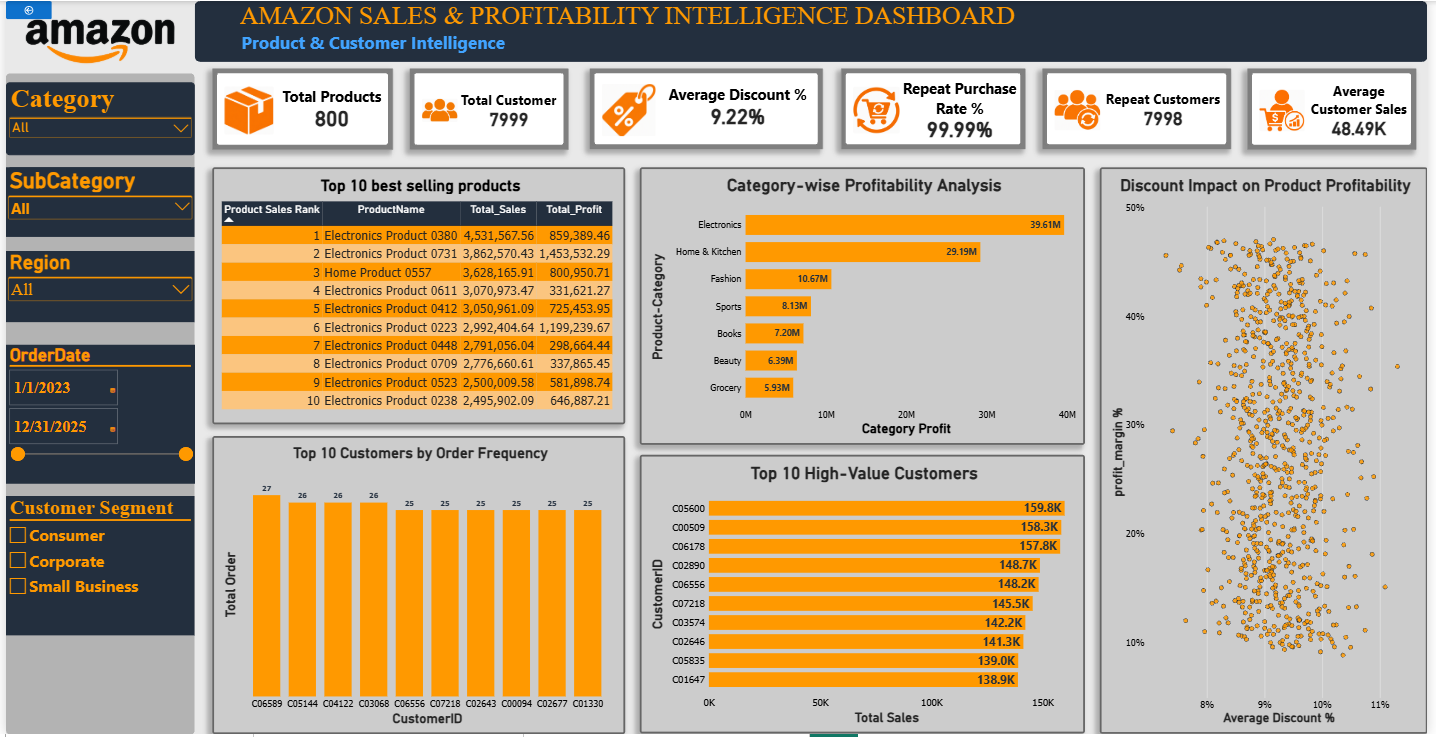 amazon
AMAZON SALES & PROFITABILITY INTELLIGENCE DASHBOARD
Product & Customer Intelligence
Category
All
SubCategory
All
Region
All
OrderDate
1/1/2023
12/31/2025
Customer Segment
Consumer
Corporate
Small Business
Total Products
800
Total Customer
7999
Average Discount %
9.22%
Repeat Purchase
Rate %
99.99%
Repeat Customers
7998
Average
Customer Sales
48.49K
Top 10 best selling products
Product Sales Rank ProductName Total_Sales Total_Profit
1 Electronics Product 0380 4,531,567.56 859,389.46
2 Electronics Product 0731 3,862,570.43 1,453,532.29
3 Home Product 0557 3,628,165.91 800,950.71
4 Electronics Product 0611 3,070,973.47 331,621.27
5 Electronics Product 0412 3,050,961.09 725,453.95
6 Electronics Product 0223 2,992,404.64 1,199,239.67
7 Electronics Product 0448 2,791,056.04 298,664.44
8 Electronics Product 0709 2,776,660.61 337,865.45
9 Electronics Product 0523 2,500,009.58 581,898.74
10 Electronics Product 0238 2,495,902.09 646,887.21
Category-wise Profitability Analysis
Product-Category
Electronics 39.61M
Home & Kitchen 29.19M
Fashion 10.67M
Sports 8.13M
Books 7.20M
Beauty 6.39M
Grocery 5.93M
0M 10M 20M 30M 40M
Category Profit
Discount Impact on Product Profitability
profit_margin %
50%
40%
30%
20%
10%
8% 9% 10% 11%
Average Discount %
Top 10 Customers by Order Frequency
Total Order
27 26 26 26 25 25 25 25 25 25
C06589 C05144 C04122 C03068 C06556 C07218 C02643 C00094 C02677 C01330
CustomerID
Top 10 High-Value Customers
CustomerID
C05600 159.8K
C00509 158.3K
C06178 157.8K
C02890 148.7K
C06556 148.2K
C07218 145.5K
C03574 142.2K
C02646 141.3K
C05835 139.0K
C01647 138.9K
0K 50K 100K 150K
Total Sales